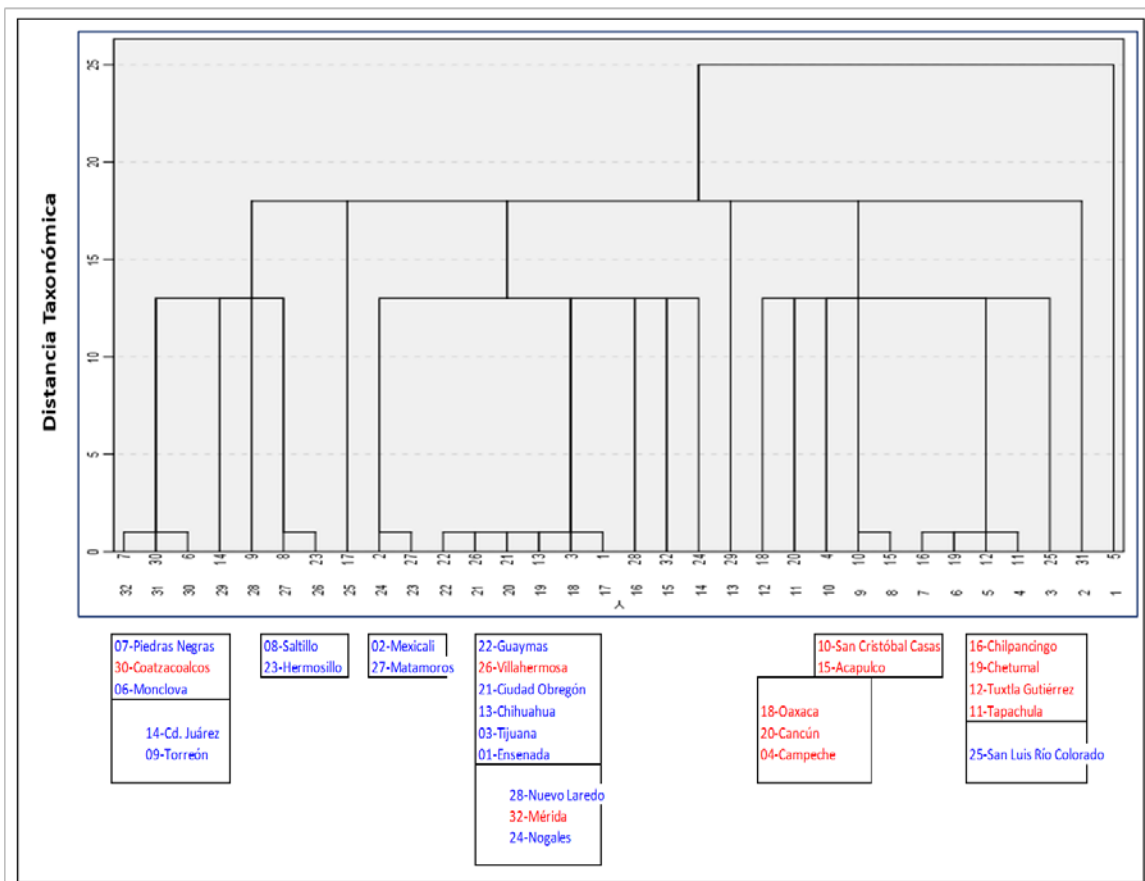 Distancia Taxonómica
25
20
15
10
5
0
7 30 6 14 9 8 23 17 2 27 22 26 21 13 3 1 28 32 24 29 18 20 4 10 15 16 19 12 11 25 31 5
32 31 30 29 28 27 26 25 24 23 22 21 20 19 18 17 16 15 14 13 12 11 10 9 8 7 6 5 4 3 2 1
Y
07-Piedras Negras
30-Coatzacoalcos
06-Monclova
14-Cd. Juárez
09-Torreón
08-Saltillo
23-Hermosillo
02-Mexicali
27-Matamoros
22-Guaymas
26-Villahermosa
21-Ciudad Obregón
13-Chihuahua
03-Tijuana
01-Ensenada
28-Nuevo Laredo
32-Mérida
24-Nogales
10-San Cristóbal Casas
15-Acapulco
18-Oaxaca
20-Cancún
04-Campeche
16-Chilpancingo
19-Chetumal
12-Tuxtla Gutiérrez
11-Tapachula
25-San Luis Río Colorado